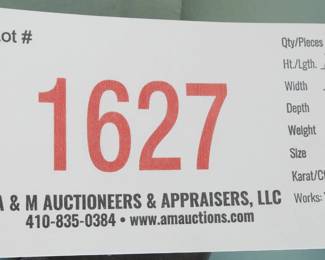 Lot #
1627
A & M AUCTIONEERS & APPRAISERS, LLC
410-835-0384 • www.amauctions.com
Qty/Pieces
Ht./Lgth.
Width
Depth
Weight
Size
Karat/C
Works: